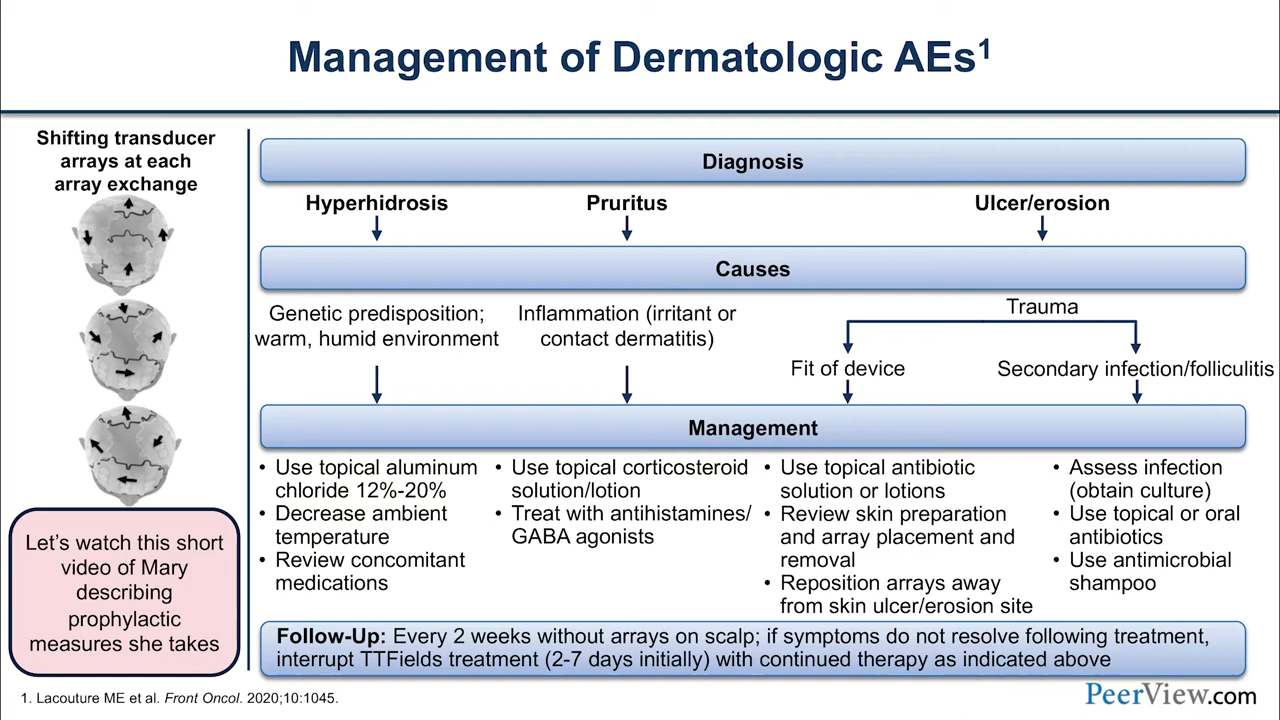 Management of Dermatologic AEs1
Shifting transducer
arrays at each
array exchange
Let's watch this short
video of Mary
describing
prophylactic
measures she takes
Diagnosis
Hyperhidrosis
Pruritus
Ulcer/erosion
Causes
Genetic predisposition;
warm, humid environment
Inflammation (irritant or
contact dermatitis)
Trauma
Fit of device
Secondary infection/folliculitis
Management
• Use topical aluminum
chloride 12%-20%
• Decrease ambient
temperature
• Review concomitant
medications
• Use topical corticosteroid
solution/lotion
• Treat with antihistamines/
GABA agonists
• Use topical antibiotic
solution or lotions
• Review skin preparation
and array placement and
removal
• Reposition arrays away
from skin ulcer/erosion site
• Assess infection
(obtain culture)
• Use topical or oral
antibiotics
• Use antimicrobial
shampoo
Follow-Up: Every 2 weeks without arrays on scalp; if symptoms do not resolve following treatment,
interrupt TTFields treatment (2-7 days initially) with continued therapy as indicated above
1. Lacouture ME et al. Front Oncol. 2020;10:1045.
PeerView.com